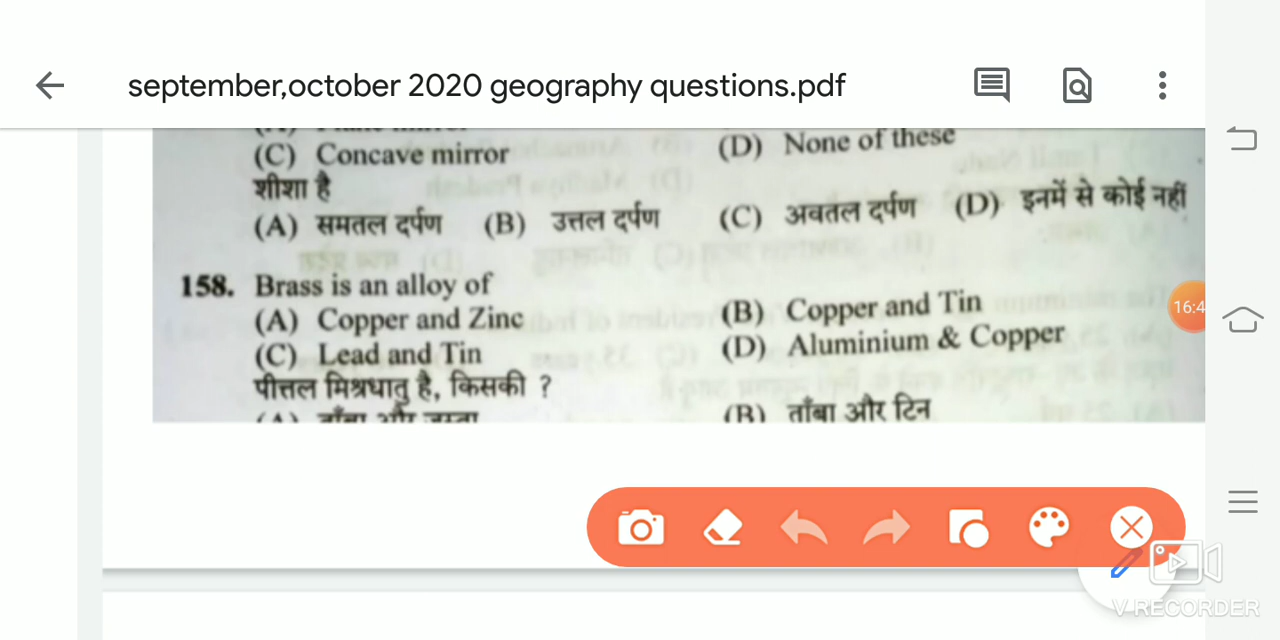 september,october 2020 geography questions.pdf
(C) Concave mirror (D) None of these
शीशा है
(A) समतल दर्पण (B) उत्तल दर्पण (C) अवतल दर्पण (D) इनमें से कोई नहीं
158. Brass is an alloy of
(A) Copper and Zinc (B) Copper and Tin
(C) Lead and Tin (D) Aluminium & Copper
पीतल मिश्रधातु है, किसकी ?
(B) ताँबा और टिन
16:4
V RECORDER